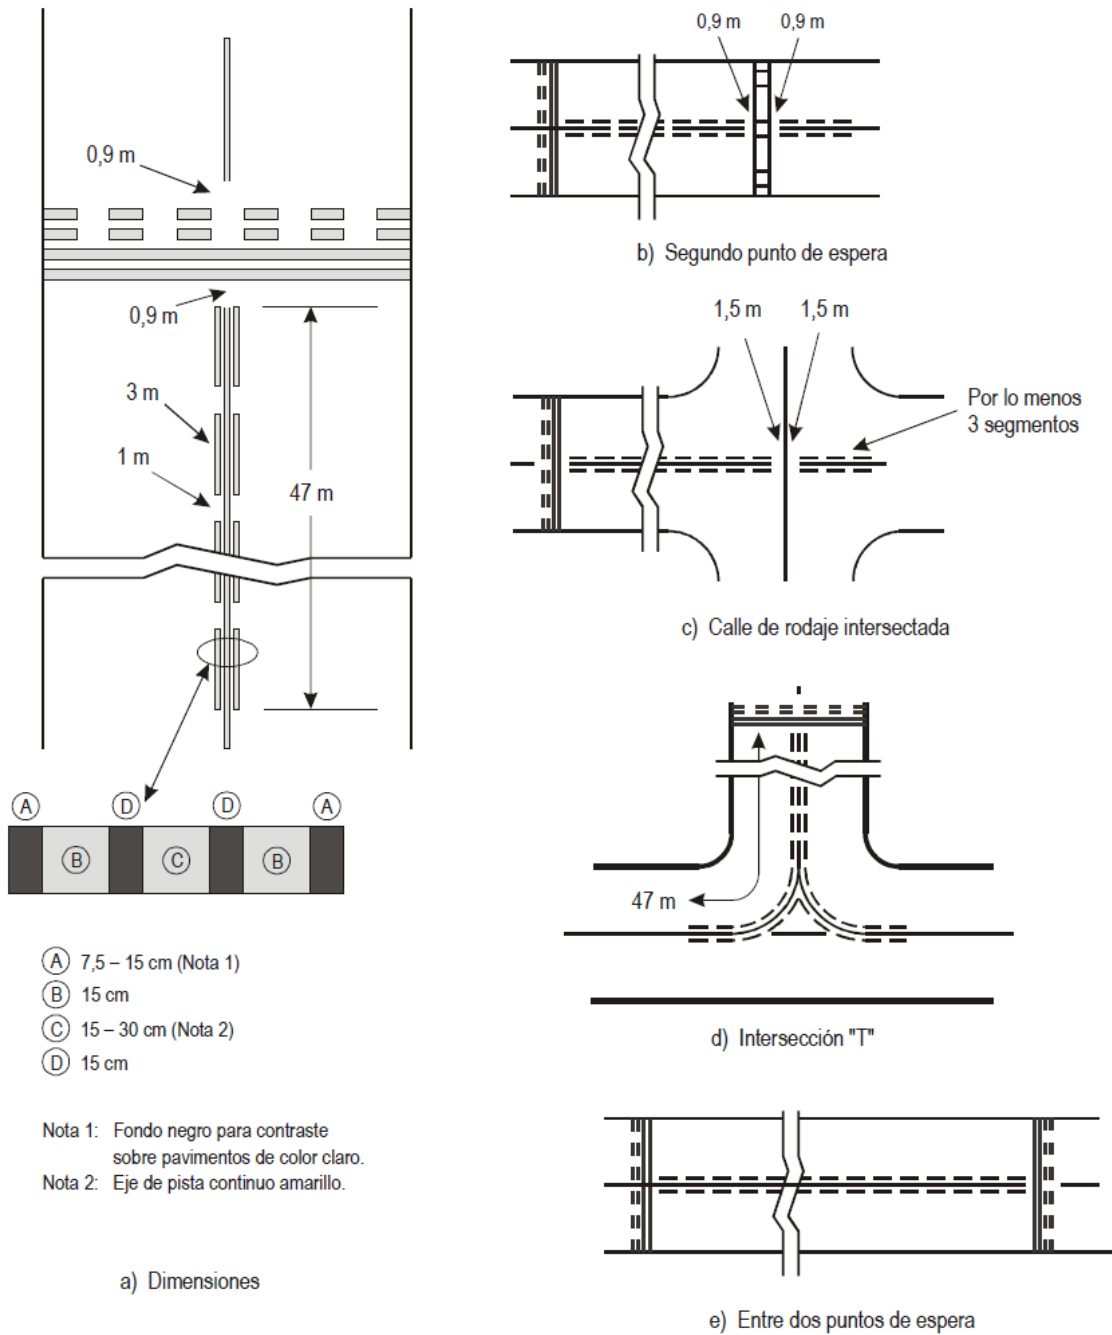 0,9 m
0,9 m
3 m
1 m
47 m
A D D A
B C B
A 7,5 – 15 cm (Nota 1)
B 15 cm
C 15 – 30 cm (Nota 2)
D 15 cm
Nota 1: Fondo negro para contraste
sobre pavimentos de color claro.
Nota 2: Eje de pista continuo amarillo.
a) Dimensiones
0,9 m 0,9 m
b) Segundo punto de espera
1,5 m 1,5 m
Por lo menos
3 segmentos
c) Calle de rodaje intersectada
47 m
d) Intersección "T"
e) Entre dos puntos de espera